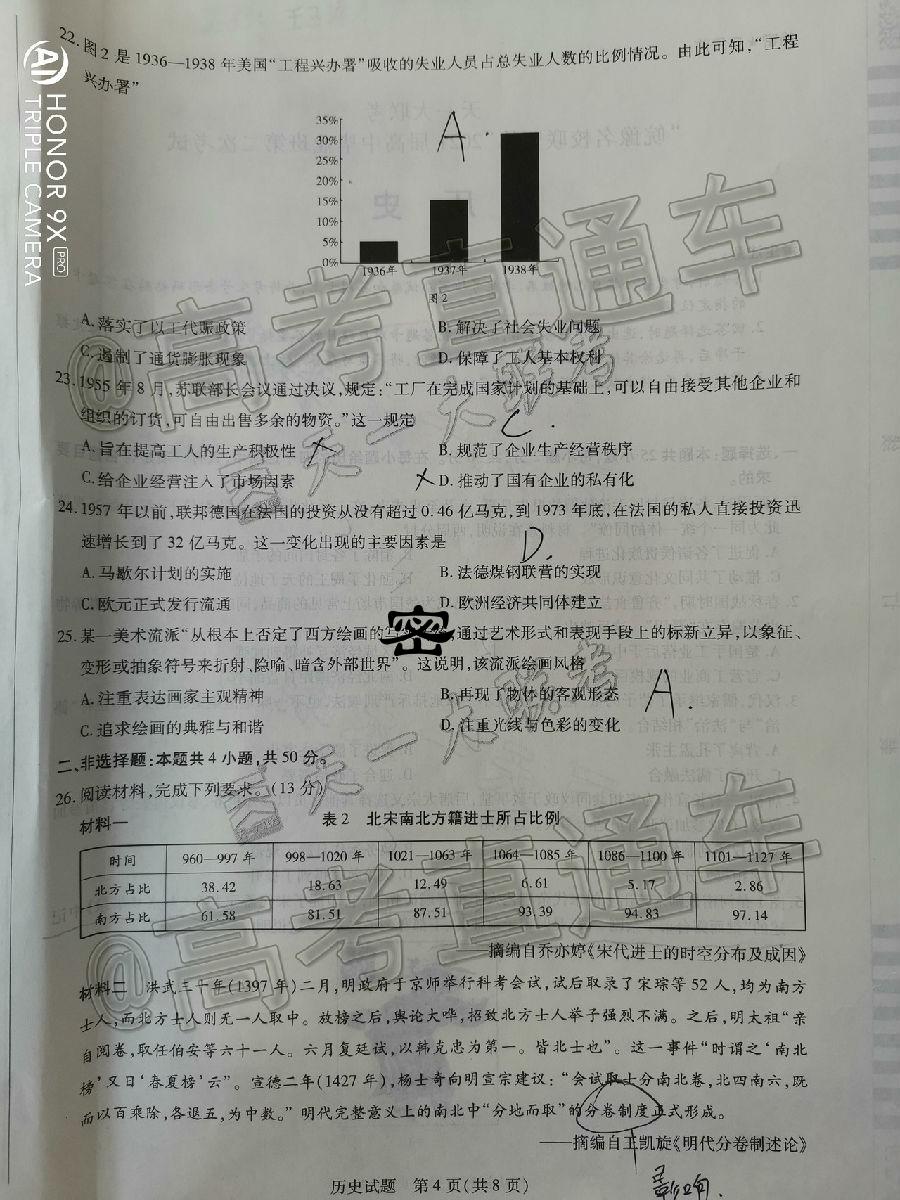 22. 图 2 是 1936—1938 年美国“工程兴办署”吸收的失业人员占总失业人数的比例情况。由此可知，“工程
兴办署”
35%
30%
25%
20%
15%
10%
5%
0%
A.
1936年 1937年 1938年
图 2
A. 落实了以工代赈政策 B. 解决了社会失业问题
C. 遏制了通货膨胀现象 D. 保障了工人基本权利
23. 1955 年 8 月，苏联部长会议通过决议，规定：“工厂在完成国家计划的基础上，可以自由接受其他企业和
组织的订货，可自由出售多余的物资。”这一规定 C.
A. 旨在提高工人的生产积极性 B. 规范了企业生产经营秩序
C. 给企业经营注入了市场因素 D. 推动了国有企业的私有化
24. 1957 年以前，联邦德国在法国的投资从没有超过 0.46 亿马克，到 1973 年底，在法国的私人直接投资迅
速增长到了 32 亿马克。这一变化出现的主要因素是 D.
A. 马歇尔计划的实施 B. 法德煤钢联营的实现
C. 欧元正式发行流通 D. 欧洲经济共同体建立
25. 某一美术流派“从根本上否定了西方绘画的 密 通过艺术形式和表现手段上的标新立异，以象征、
变形或抽象符号来折射、隐喻、暗含外部世界”。这说明，该流派绘画风格
A. 注重表达画家主观精神 B. 再现了物体的客观形态 A.
C. 追求绘画的典雅与和谐 D. 注重光线与色彩的变化
二、非选择题：本题共 4 小题，共 50 分。
26. 阅读材料，完成下列要求。（13 分）
材料一 表 2 北宋南北方籍进士所占比例
时间 960—997 年 998—1020 年 1021—1063 年 1064—1085 年 1086—1100 年 1101—1127 年
北方占比 38.42 18.63 12.49 6.61 5.17 2.86
南方占比 61.58 81.51 87.51 93.39 94.83 97.14
摘编自乔亦婷《宋代进士的时空分布及成因》
材料二 洪武三十年(1397 年)二月，明政府于京师举行科考会试，试后取录了宋琮等 52 人，均为南方
士人，而北方士人则无一人取中。放榜之后，舆论大哗，招致北方士人举子强烈不满。之后，明太祖“亲
自阅卷，取任伯安等六十一人。六月复廷试，以韩克忠为第一。皆北士也”。这一事件“时谓之‘南北
榜’又曰‘春夏榜’云”。宣德二年(1427 年)，杨士奇向明宣宗建议：“会试取士分南北卷，北四南六，既
而以百乘除，各退五，为中数。”明代完整意义上的南北中“分地而取”的分卷制度正式形成。
——摘编自王凯旋《明代分卷制述论》
历史试题 第 4 页(共 8 页)
HONOR 9X PRO
TRIPLE CAMERA
@高考直通车
天一大联考
@高考直通车
天一大联考